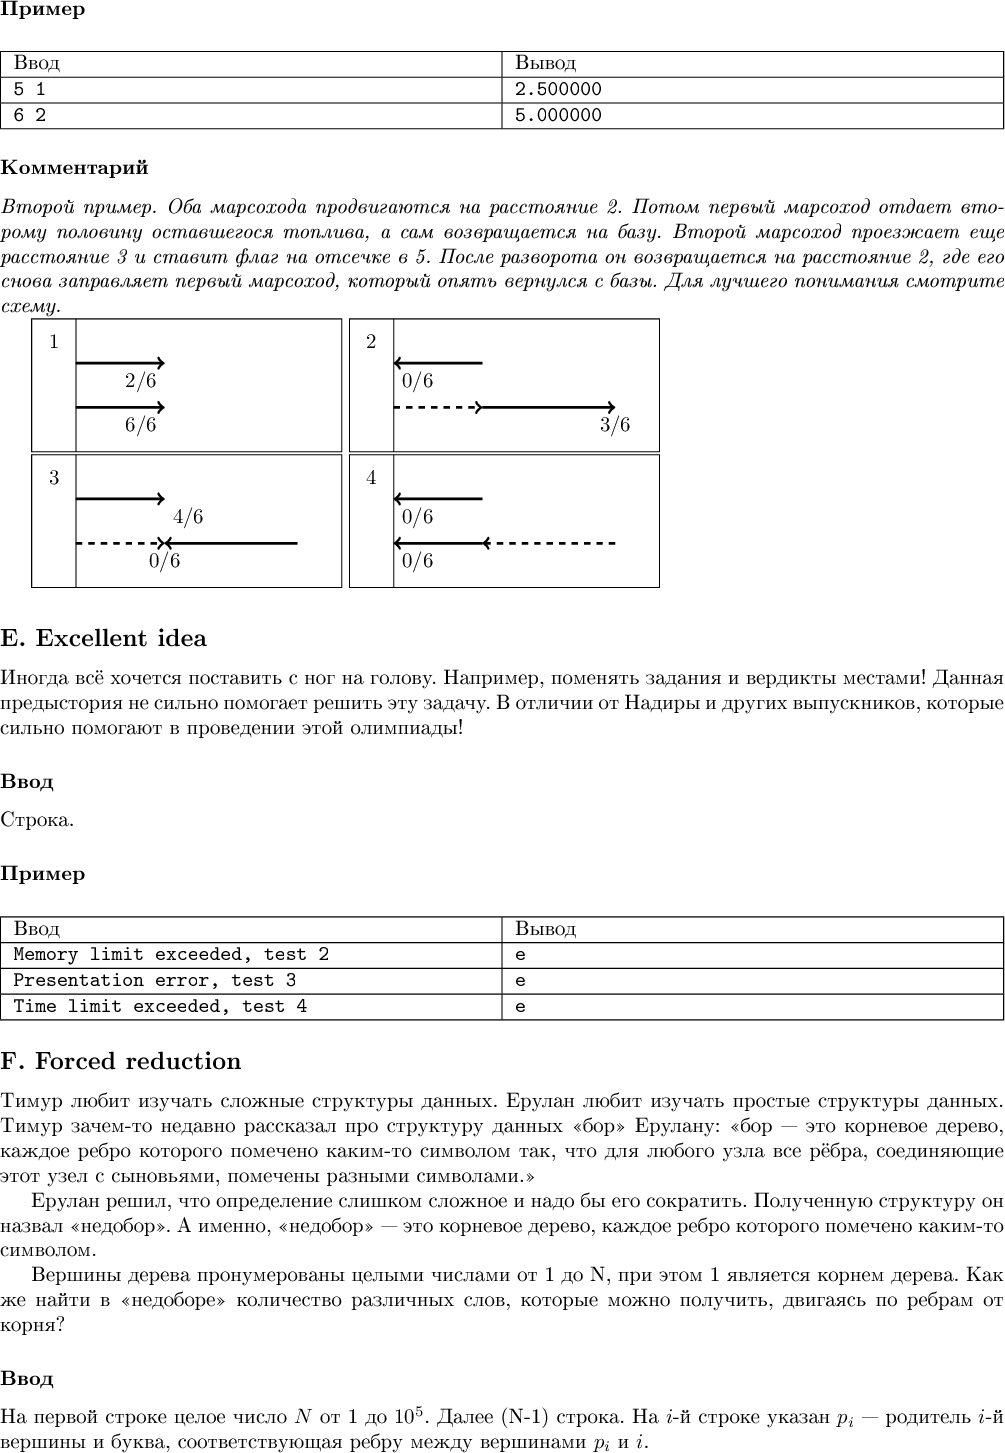 Пример
Ввод Вывод
5 1 2.500000
6 2 5.000000
Комментарий
Второй пример. Оба марсохода продвигаются на расстояние 2. Потом первый марсоход отдает вто-
рому половину оставшегося топлива, а сам возвращается на базу. Второй марсоход проезжает еще
расстояние 3 и ставит флаг на отсечке в 5. После разворота он возвращается на расстояние 2, где его
снова заправляет первый марсоход, который опять вернулся с базы. Для лучшего понимания смотрите
схему.
1
2/6
6/6
2
0/6
3/6
3
4/6
0/6
4
0/6
0/6
E. Excellent idea
Иногда всё хочется поставить с ног на голову. Например, поменять задания и вердикты местами! Данная
предыстория не сильно помогает решить эту задачу. В отличии от Надиры и других выпускников, которые
сильно помогают в проведении этой олимпиады!
Ввод
Строка.
Пример
Ввод Вывод
Memory limit exceeded, test 2 e
Presentation error, test 3 e
Time limit exceeded, test 4 e
F. Forced reduction
Тимур любит изучать сложные структуры данных. Ерулан любит изучать простые структуры данных.
Тимур зачем-то недавно рассказал про структуру данных «бор» Ерулану: «бор — это корневое дерево,
каждое ребро которого помечено каким-то символом так, что для любого узла все рёбра, соединяющие
этот узел с сыновьями, помечены разными символами.»
Ерулан решил, что определение слишком сложное и надо бы его сократить. Полученную структуру он
назвал «недобор». А именно, «недобор» — это корневое дерево, каждое ребро которого помечено каким-то
символом.
Вершины дерева пронумерованы целыми числами от 1 до N, при этом 1 является корнем дерева. Как
же найти в «недоборе» количество различных слов, которые можно получить, двигаясь по ребрам от
корня?
Ввод
На первой строке целое число N от 1 до 10⁵. Далее (N-1) строка. На i-й строке указан pᵢ — родитель i-й
вершины и буква, соответствующая ребру между вершинами pᵢ и i.